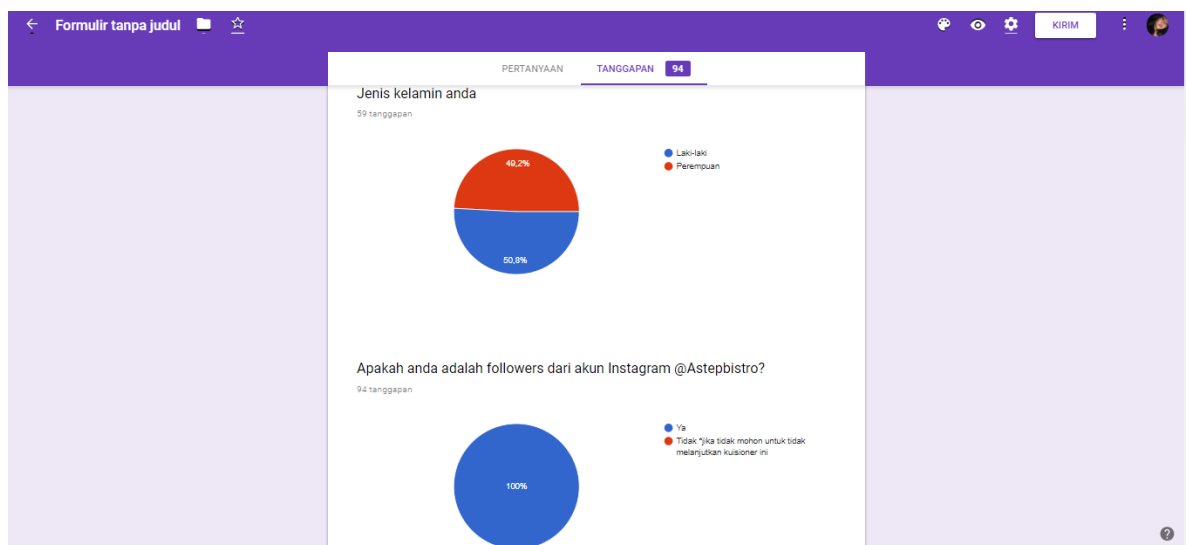 Formulir tanpa judul
KIRIM
PERTANYAAN TANGGAPAN 94
Jenis kelamin anda
59 tanggapan
49,2%
50,8%
Laki-laki
Perempuan
Apakah anda adalah followers dari akun Instagram @Astepbistro?
94 tanggapan
100%
Ya
Tidak *jika tidak mohon untuk tidak
melanjutkan kuisioner ini